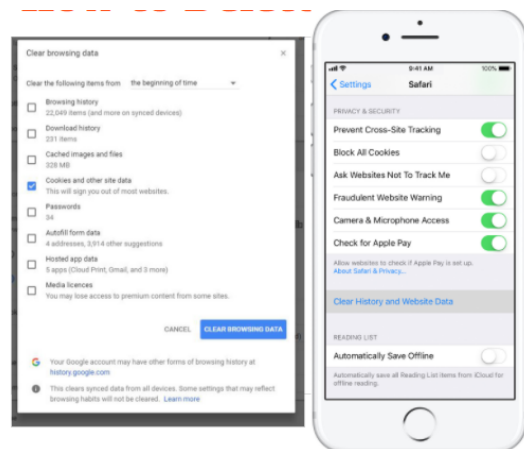 Clear browsing data
Clear the following items from the beginning of time
Browsing history
22,049 items (and more on synced devices)
Download history
231 items
Cached images and files
328 MB
Cookies and other site data
This will sign you out of most websites.
Passwords
34
Autofill form data
4 addresses, 3,914 other suggestions
Hosted app data
5 apps (Cloud Print, Gmail, and 3 more)
Media licences
You may lose access to premium content from some sites.
CANCEL CLEAR BROWSING DATA
Your Google account may have other forms of browsing history at
history.google.com
This clears synced data from all devices. Some settings that may reflect
browsing habits will not be cleared. Learn more
9:41 AM 100%
Settings Safari
PRIVACY & SECURITY
Prevent Cross-Site Tracking
Block All Cookies
Ask Websites Not To Track Me
Fraudulent Website Warning
Camera & Microphone Access
Check for Apple Pay
Allow websites to check if Apple Pay is set up.
About Safari & Privacy...
Clear History and Website Data
READING LIST
Automatically Save Offline
Automatically save all Reading List items from iCloud for
offline reading.